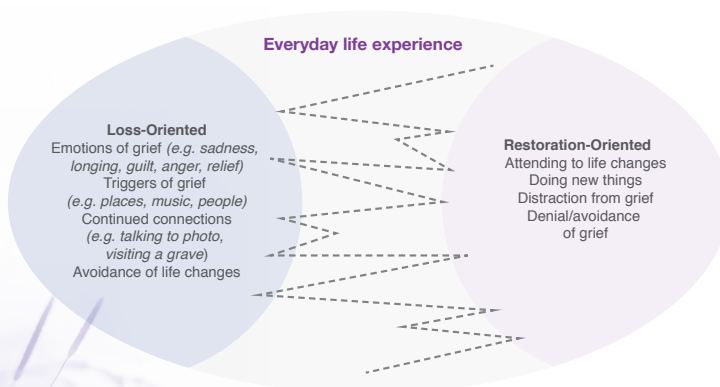 Everyday life experience
Loss-Oriented
Emotions of grief (e.g. sadness,
longing, guilt, anger, relief)
Triggers of grief
(e.g. places, music, people)
Continued connections
(e.g. talking to photo,
visiting a grave)
Avoidance of life changes
Restoration-Oriented
Attending to life changes
Doing new things
Distraction from grief
Denial/avoidance
of grief